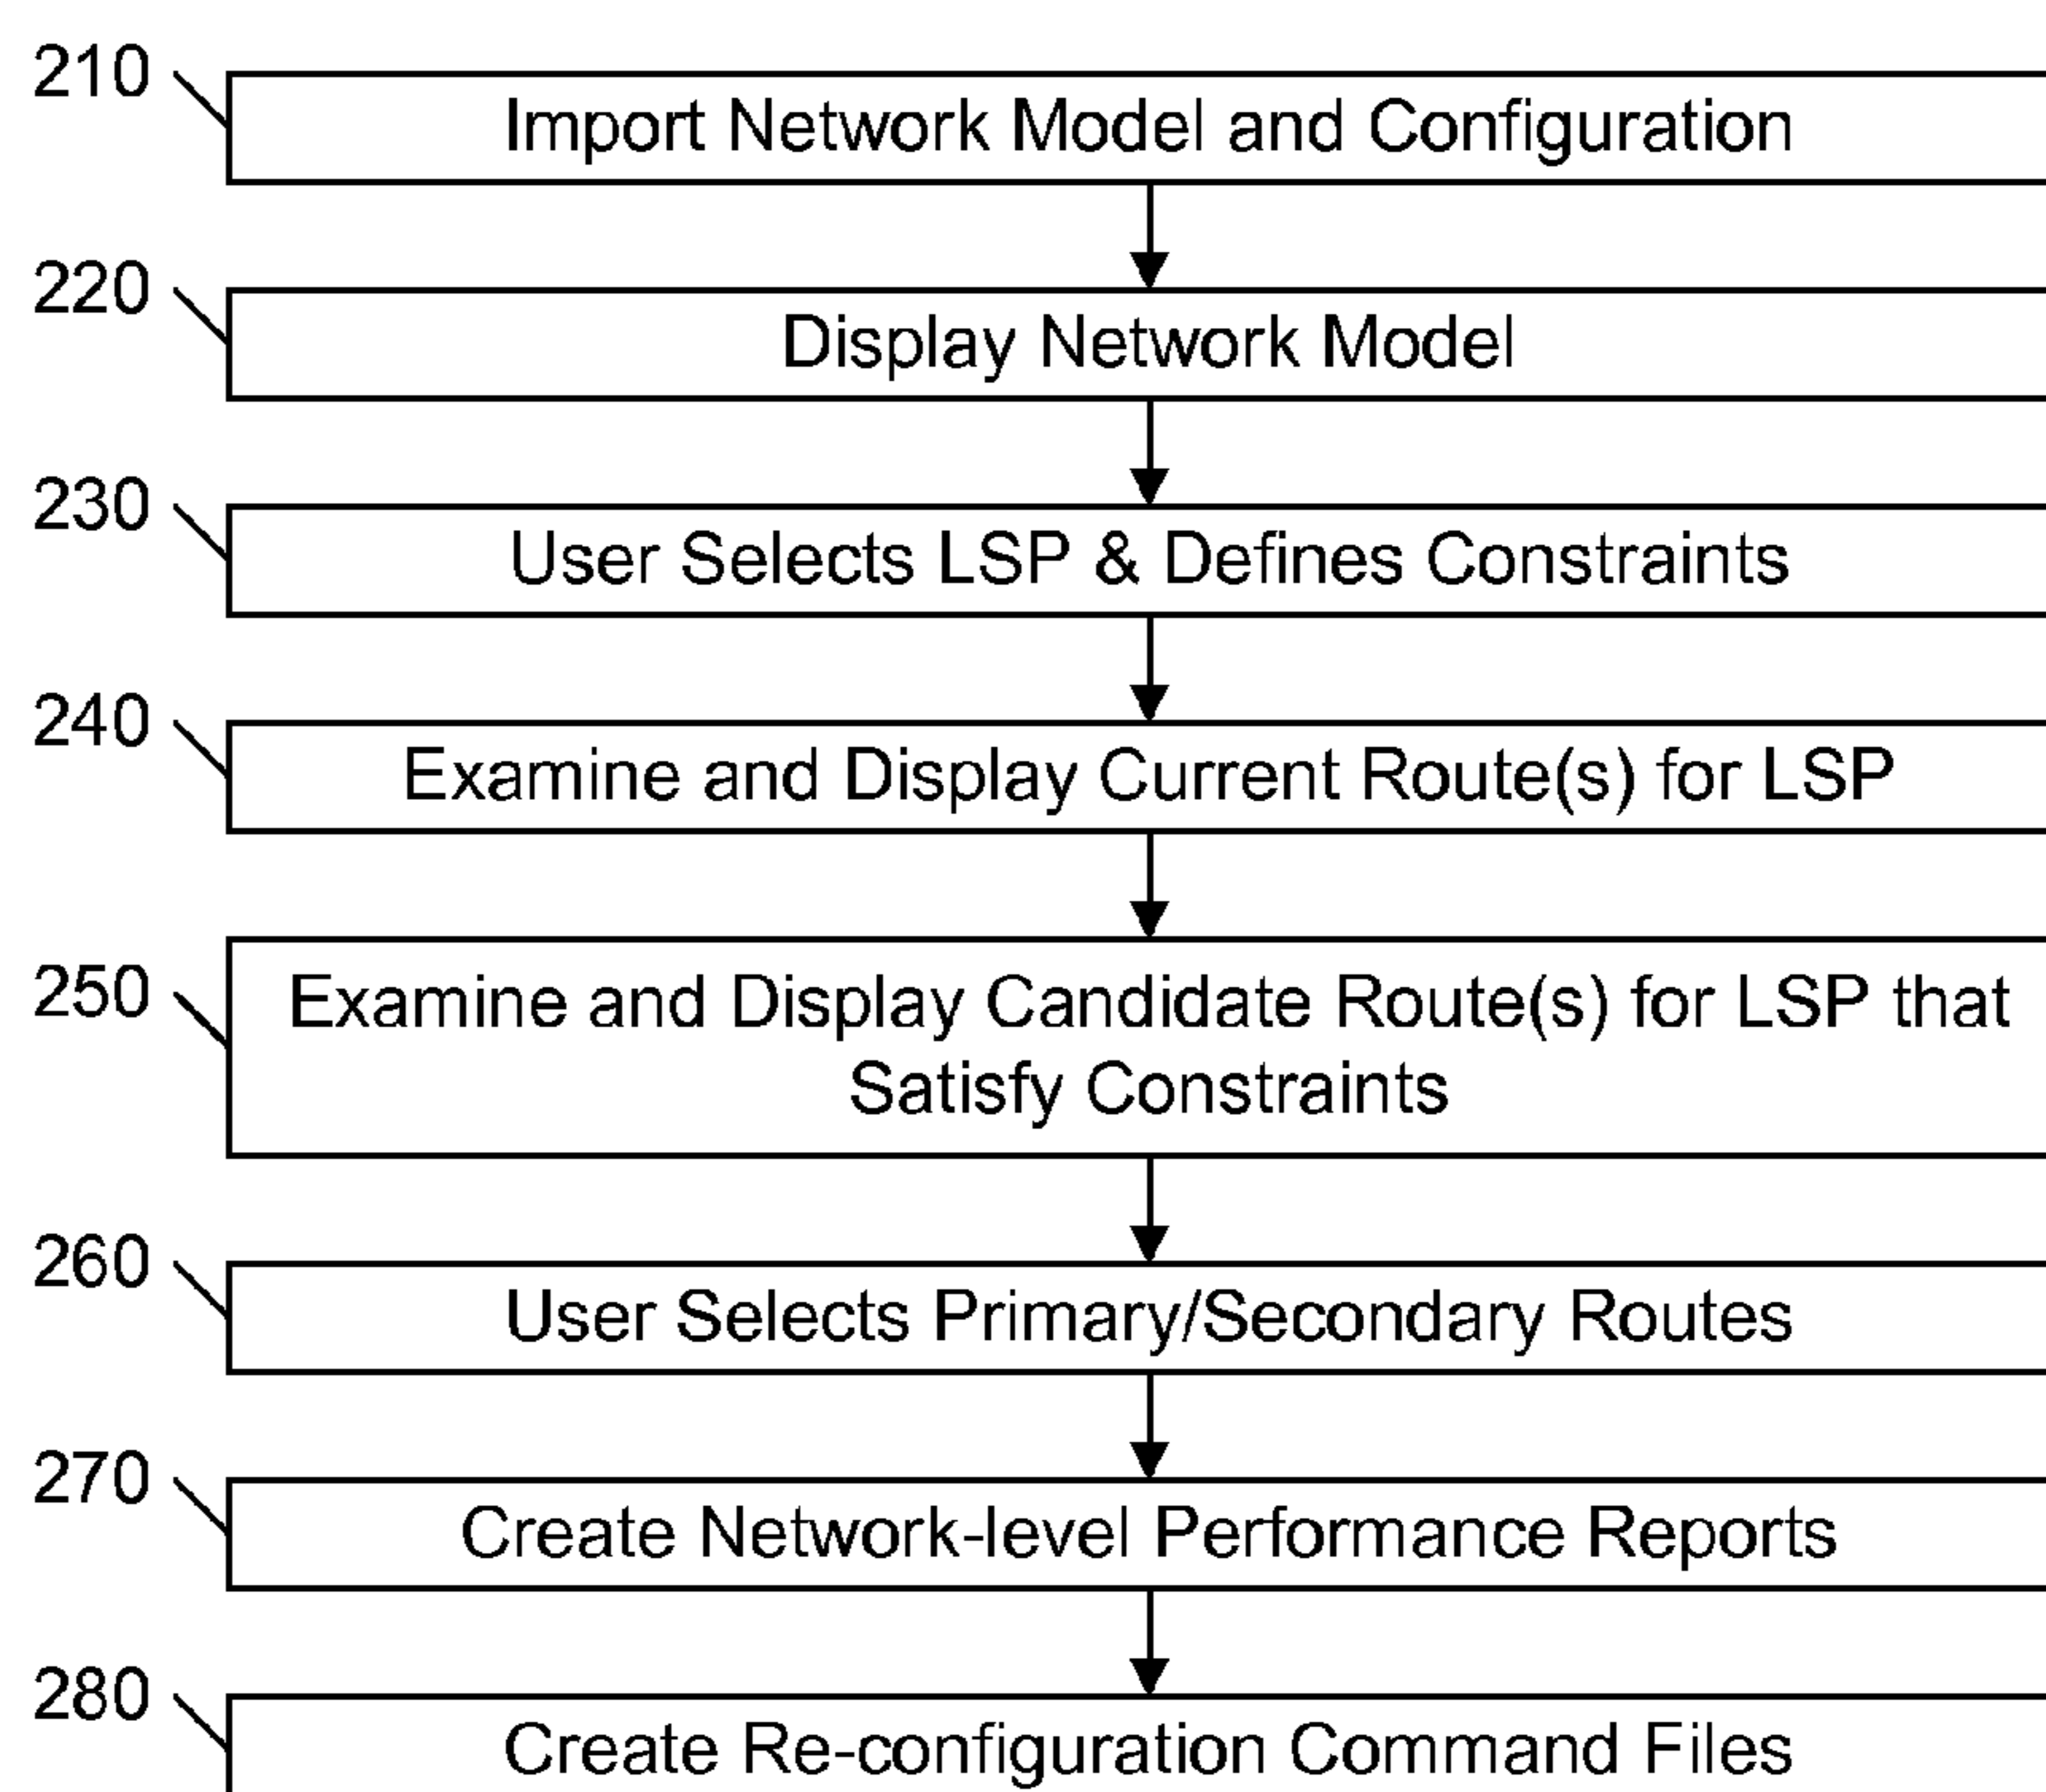 210
Import Network Model and Configuration
220
Display Network Model
230
User Selects LSP & Defines Constraints
240
Examine and Display Current Route(s) for LSP
250
Examine and Display Candidate Route(s) for LSP that
Satisfy Constraints
260
User Selects Primary/Secondary Routes
270
Create Network-level Performance Reports
280
Create Re-configuration Command Files